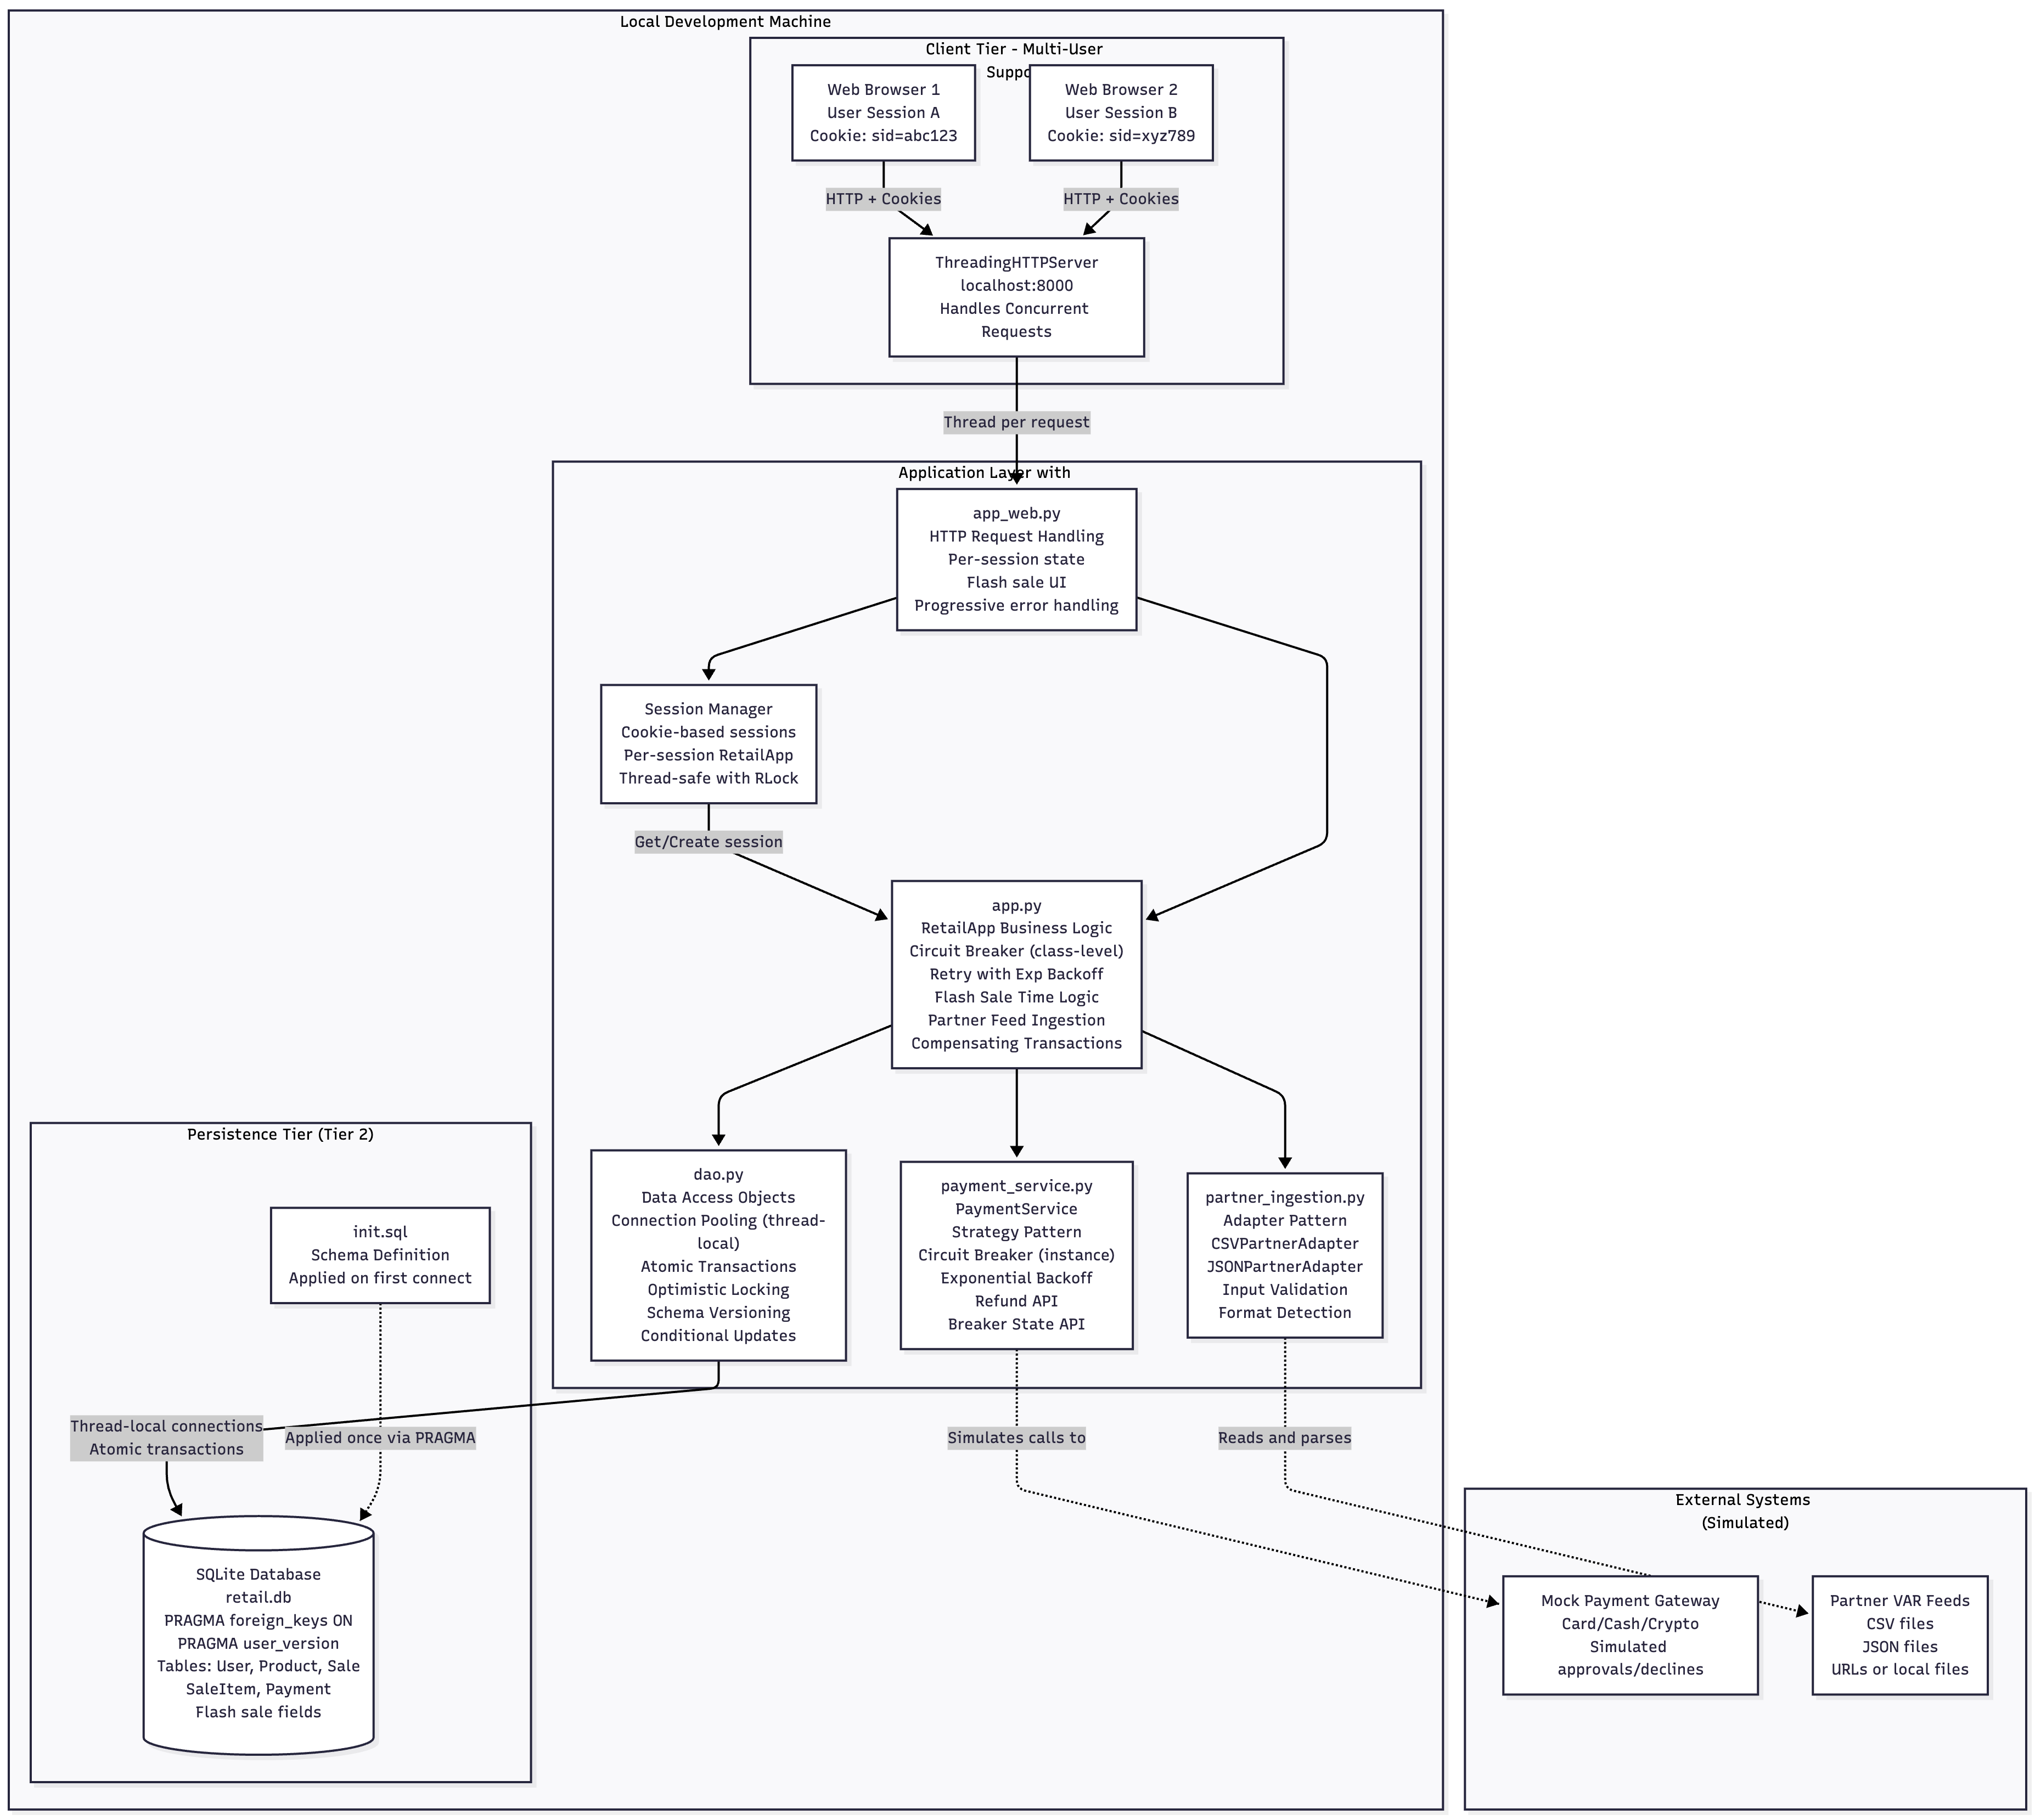 Local Development Machine
Client Tier - Multi-User
Suppo
Web Browser 1
User Session A
Cookie: sid=abc123
Web Browser 2
User Session B
Cookie: sid=xyz789
HTTP + Cookies
HTTP + Cookies
ThreadingHTTPServer
localhost:8000
Handles Concurrent
Requests
Thread per request
Application Layer with
app_web.py
HTTP Request Handling
Per-session state
Flash sale UI
Progressive error handling
Session Manager
Cookie-based sessions
Per-session RetailApp
Thread-safe with RLock
Get/Create session
app.py
RetailApp Business Logic
Circuit Breaker (class-level)
Retry with Exp Backoff
Flash Sale Time Logic
Partner Feed Ingestion
Compensating Transactions
Persistence Tier (Tier 2)
init.sql
Schema Definition
Applied on first connect
dao.py
Data Access Objects
Connection Pooling (thread-
local)
Atomic Transactions
Optimistic Locking
Schema Versioning
Conditional Updates
payment_service.py
PaymentService
Strategy Pattern
Circuit Breaker (instance)
Exponential Backoff
Refund API
Breaker State API
partner_ingestion.py
Adapter Pattern
CSVPartnerAdapter
JSONPartnerAdapter
Input Validation
Format Detection
Thread-local connections
Atomic transactions
Applied once via PRAGMA
Simulates calls to
Reads and parses
SQLite Database
retail.db
PRAGMA foreign_keys ON
PRAGMA user_version
Tables: User, Product, Sale
SaleItem, Payment
Flash sale fields
External Systems
(Simulated)
Mock Payment Gateway
Card/Cash/Crypto
Simulated
approvals/declines
Partner VAR Feeds
CSV files
JSON files
URLs or local files